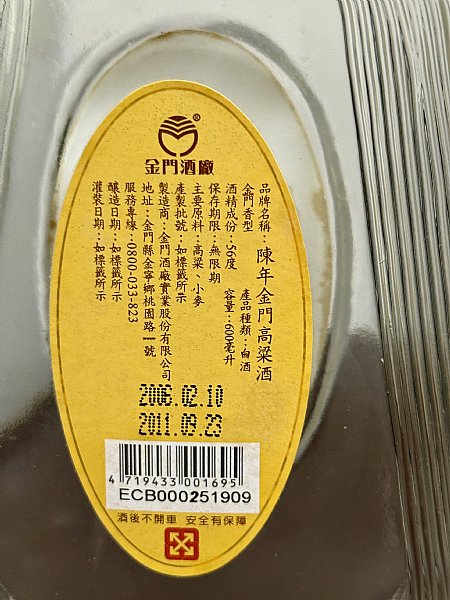 ®
金門酒廠
品牌名稱：陳年金門高粱酒
金門香型 產品種類：白酒
酒精成份：56度 容量：600毫升
保存期限：無限期
主要原料：高粱、小麥
產製批號：如標籤所示
製造商：金門酒廠實業股份有限公司
地址：金門縣金寧鄉桃園路一號
服務專線：0800-033-823
釀造日期：如標籤所示
灌裝日期：如標籤所示
2006.02.10
2011.09.23
4 719433 001695
ECB000251909
酒後不開車 安全有保障